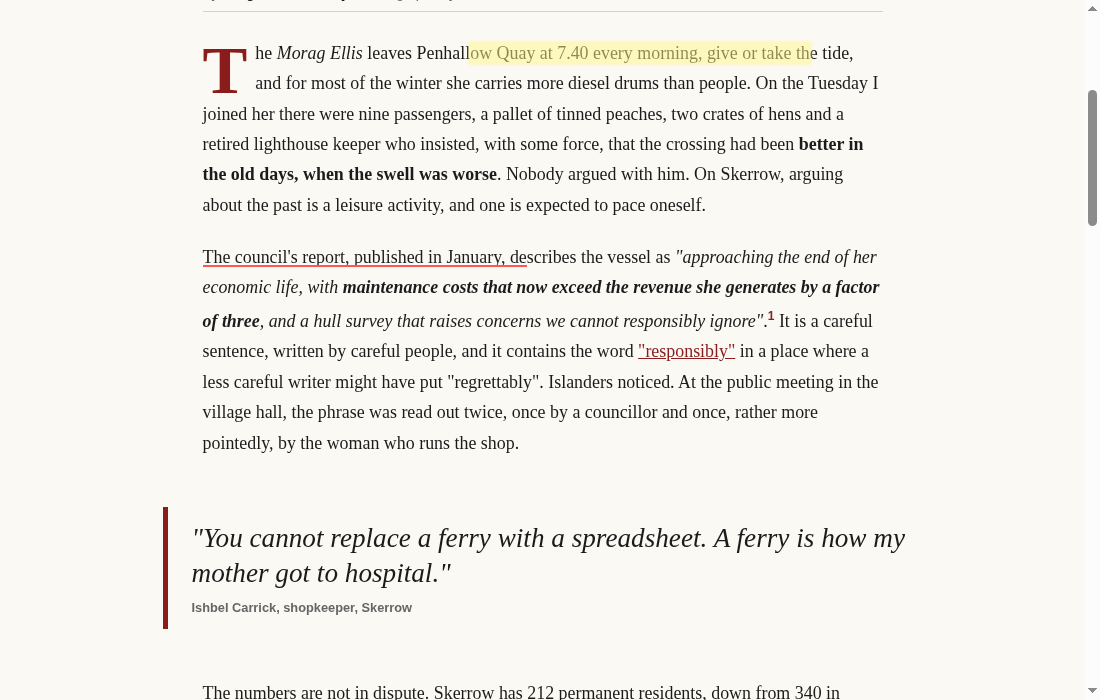 The Morag Ellis leaves Penhallow Quay at 7.40 every morning, give or take the tide,
and for most of the winter she carries more diesel drums than people. On the Tuesday I
joined her there were nine passengers, a pallet of tinned peaches, two crates of hens and a
retired lighthouse keeper who insisted, with some force, that the crossing had been better in
the old days, when the swell was worse. Nobody argued with him. On Skerrow, arguing
about the past is a leisure activity, and one is expected to pace oneself.
The council's report, published in January, describes the vessel as "approaching the end of her
economic life, with maintenance costs that now exceed the revenue she generates by a factor
of three, and a hull survey that raises concerns we cannot responsibly ignore".1 It is a careful
sentence, written by careful people, and it contains the word "responsibly" in a place where a
less careful writer might have put "regrettably". Islanders noticed. At the public meeting in the
village hall, the phrase was read out twice, once by a councillor and once, rather more
pointedly, by the woman who runs the shop.
"You cannot replace a ferry with a spreadsheet. A ferry is how my
mother got to hospital."
Ishbel Carrick, shopkeeper, Skerrow
The numbers are not in dispute. Skerrow has 212 permanent residents, down from 340 in